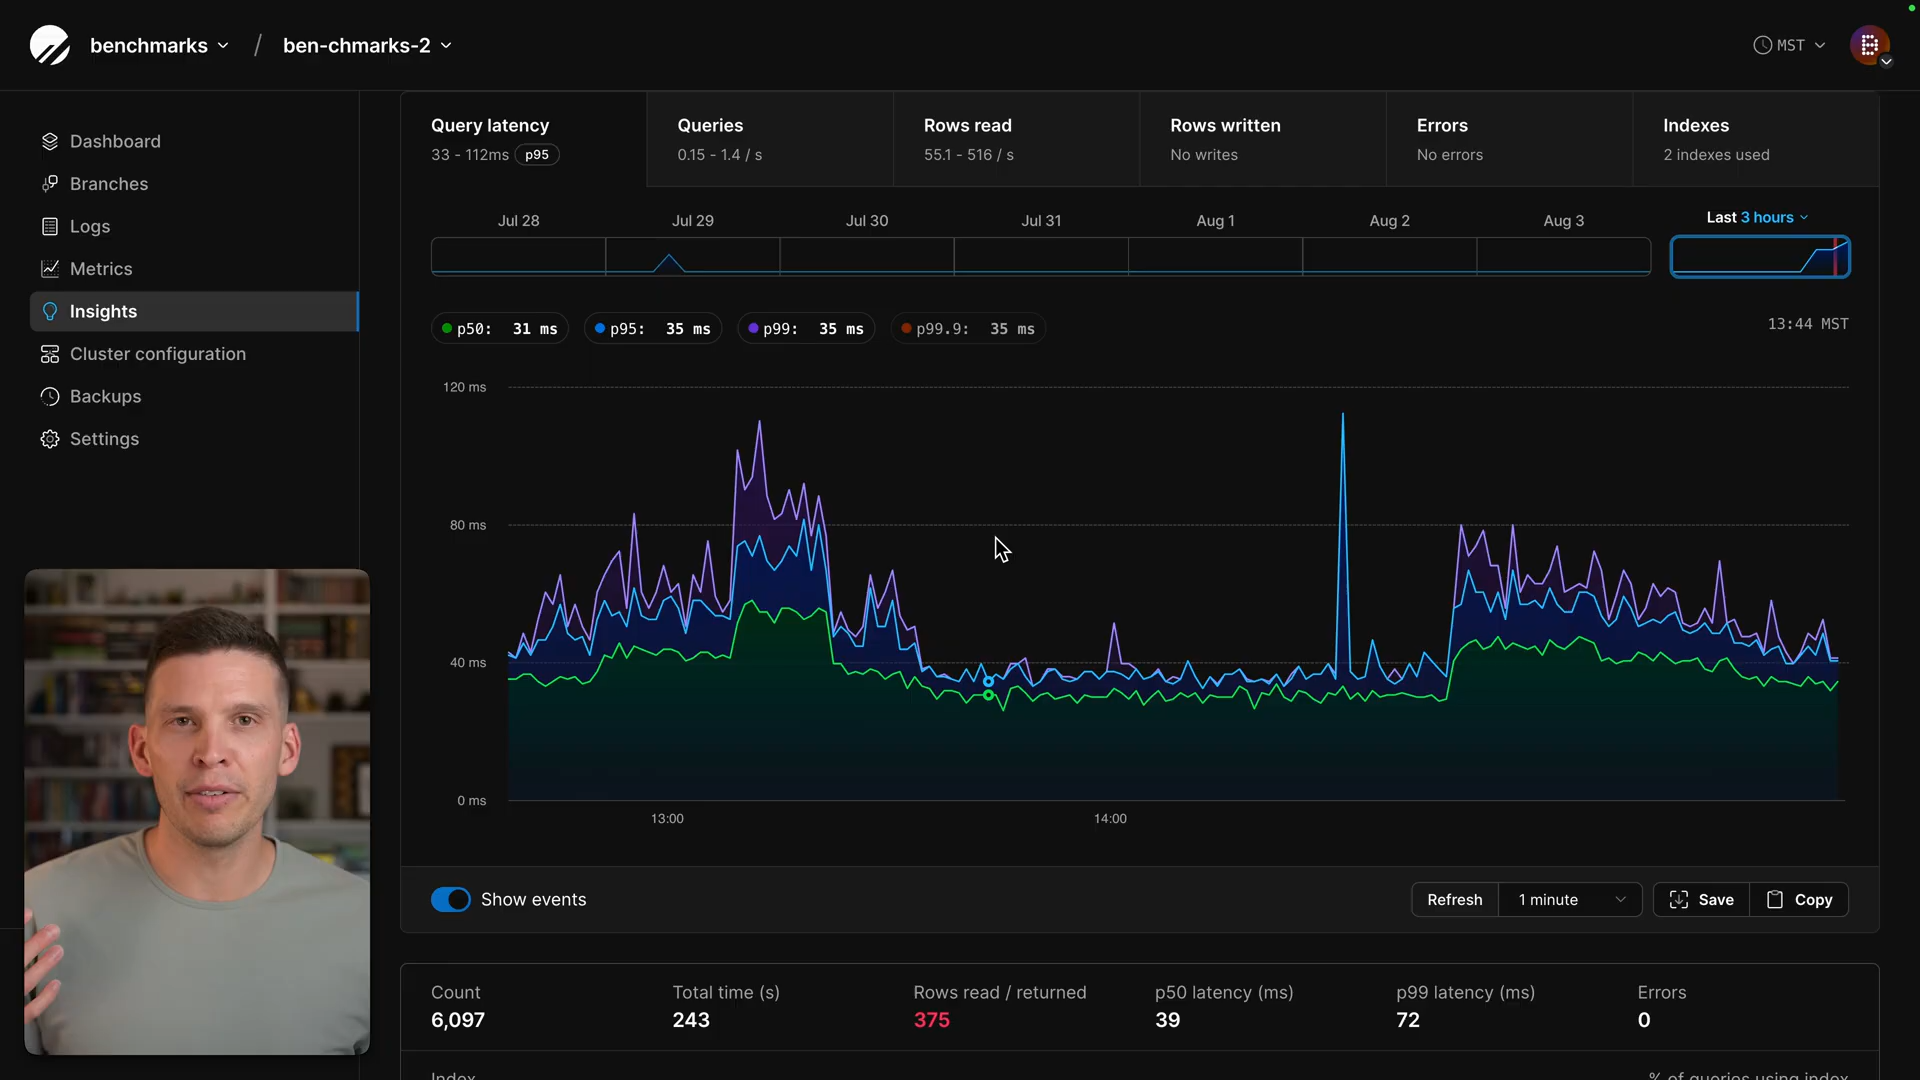 benchmarks / ben-chmarks-2 MST
Dashboard
Branches
Logs
Metrics
Insights
Cluster configuration
Backups
Settings
Query latency
33 - 112ms p95
Queries
0.15 - 1.4 / s
Rows read
55.1 - 516 / s
Rows written
No writes
Errors
No errors
Indexes
2 indexes used
Jul 28 Jul 29 Jul 30 Jul 31 Aug 1 Aug 2 Aug 3 Last 3 hours
p50: 31 ms p95: 35 ms p99: 35 ms p99.9: 35 ms 13:44 MST
120 ms
80 ms
40 ms
0 ms
13:00 14:00
Show events Refresh 1 minute Save Copy
Count
6,097
Total time (s)
243
Rows read / returned
375
p50 latency (ms)
39
p99 latency (ms)
72
Errors
0
Index % of queries using index